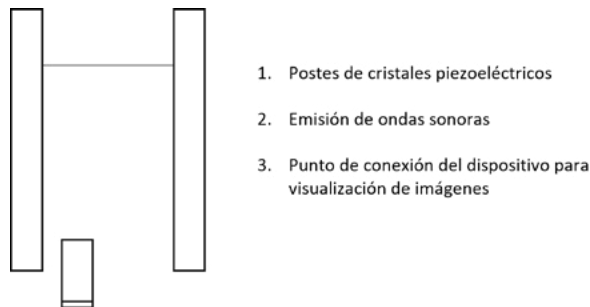 1. Postes de cristales piezoeléctricos
2. Emisión de ondas sonoras
3. Punto de conexión del dispositivo para
visualización de imágenes